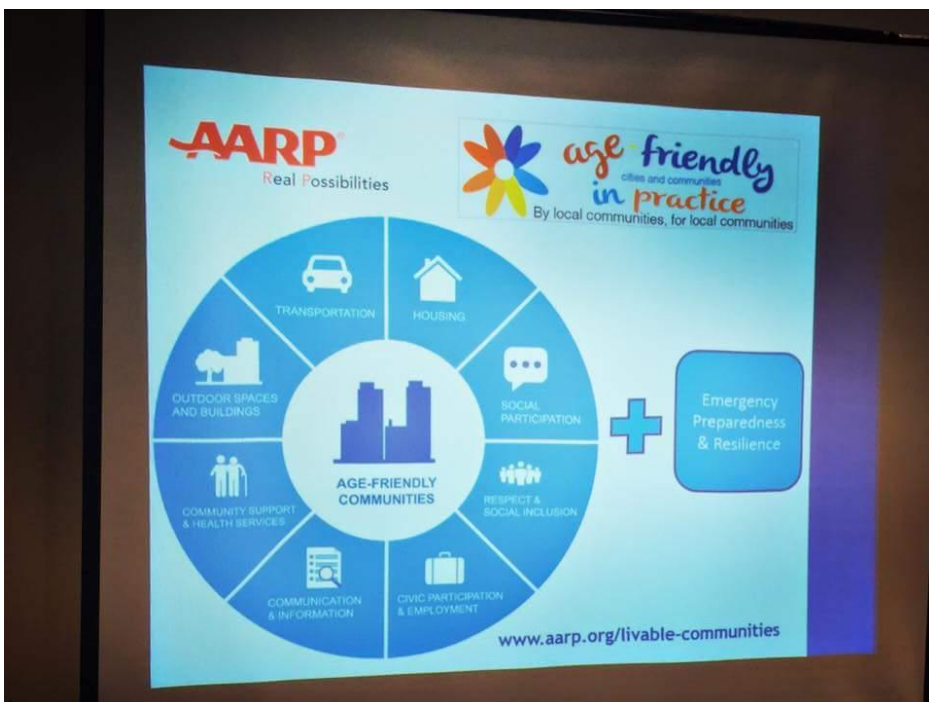 AARP®
Real Possibilities
age-friendly
cities and communities
in practice
By local communities, for local communities
TRANSPORTATION
HOUSING
OUTDOOR SPACES
AND BUILDINGS
SOCIAL
PARTICIPATION
AGE-FRIENDLY
COMMUNITIES
COMMUNITY SUPPORT
& HEALTH SERVICES
RESPECT &
SOCIAL INCLUSION
COMMUNICATION
& INFORMATION
CIVIC PARTICIPATION
& EMPLOYMENT
Emergency
Preparedness
& Resilience
www.aarp.org/livable-communities